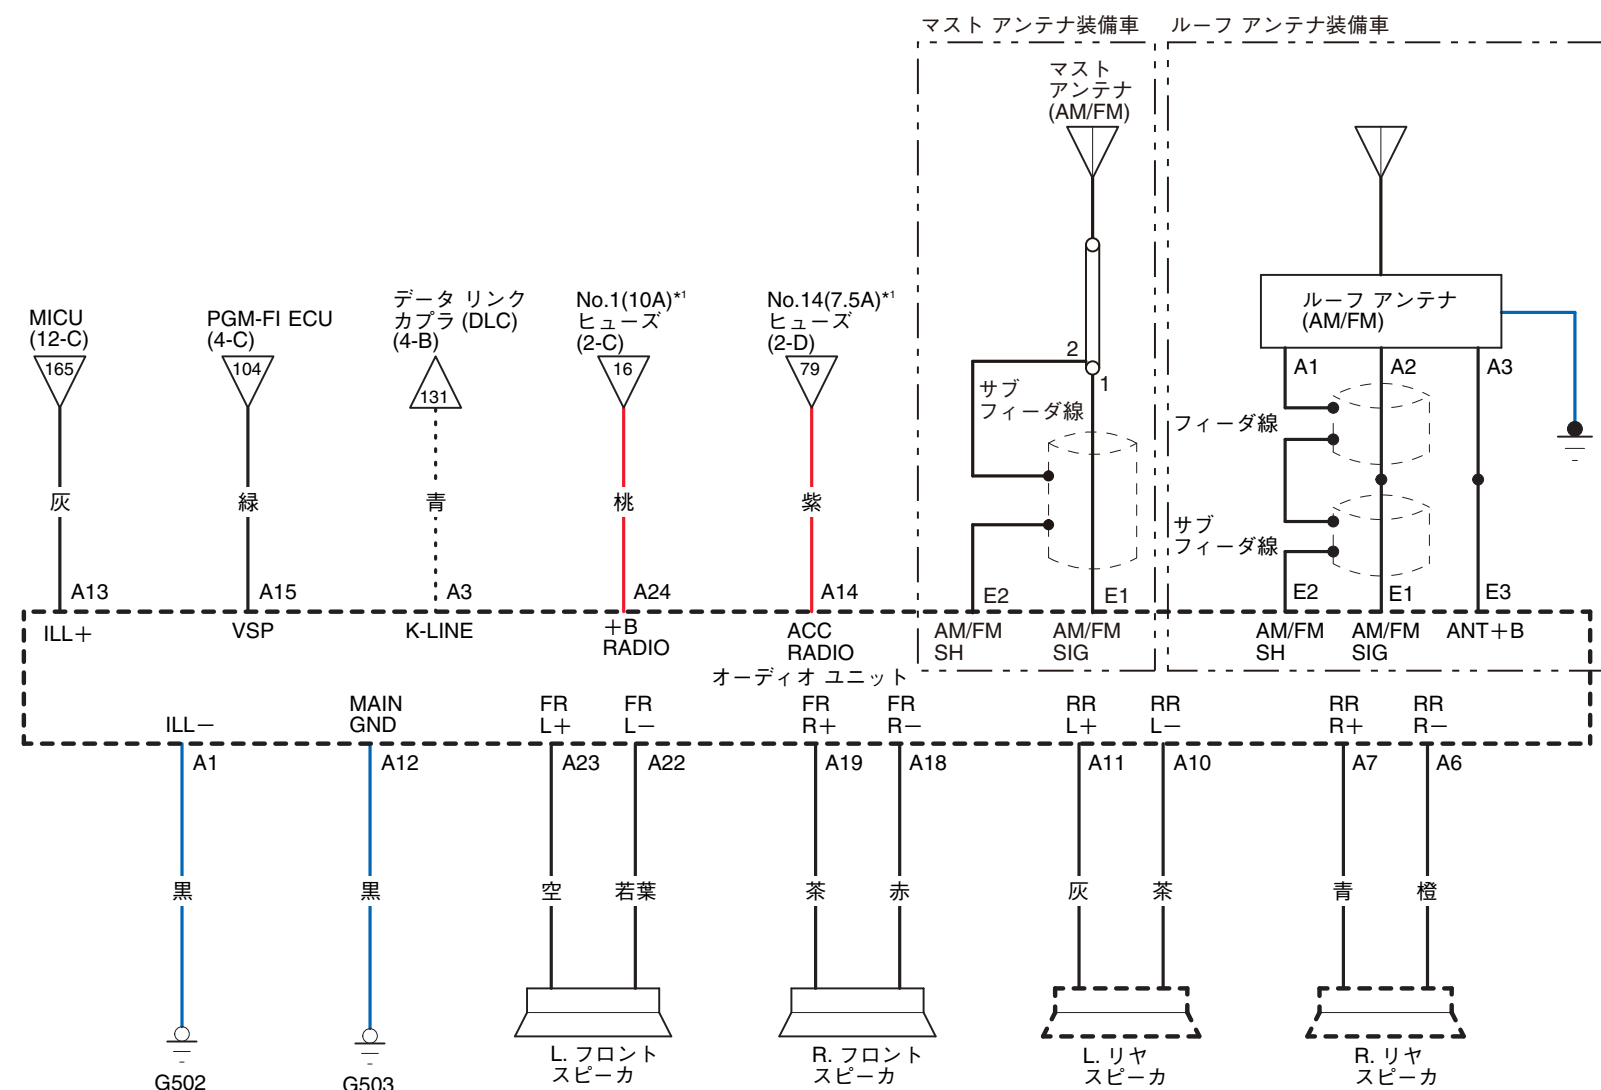 マスト アンテナ装備車
ルーフ アンテナ装備車
マスト
アンテナ
(AM/FM)
MICU
(12-C)
165
PGM-FI ECU
(4-C)
104
データ リンク
カプラ (DLC)
(4-B)
131
No.1(10A)*1
ヒューズ
(2-C)
16
No.14(7.5A)*1
ヒューズ
(2-D)
79
ルーフ アンテナ
(AM/FM)
2
1
サブ
フィーダ線
A1
A2
A3
フィーダ線
サブ
フィーダ線
灰
緑
青
桃
紫
A13
A15
A3
A24
A14
E2
E1
E2
E1
E3
ILL+
VSP
K-LINE
+B
RADIO
ACC
RADIO
AM/FM
SH
AM/FM
SIG
AM/FM
SH
AM/FM
SIG
ANT+B
オーディオ ユニット
ILL−
MAIN
GND
FR
L+
FR
L−
FR
R+
FR
R−
RR
L+
RR
L−
RR
R+
RR
R−
A1
A12
A23
A22
A19
A18
A11
A10
A7
A6
黒
黒
空
若葉
茶
赤
灰
茶
青
橙
G502
G503
L. フロント
スピーカ
R. フロント
スピーカ
L. リヤ
スピーカ
R. リヤ
スピーカ